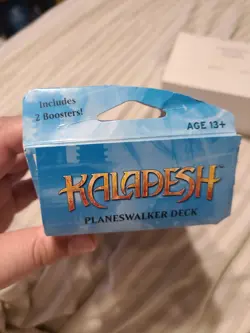 Includes
2 Boosters!
AGE 13+
KALADESH
PLANESWALKER DECK